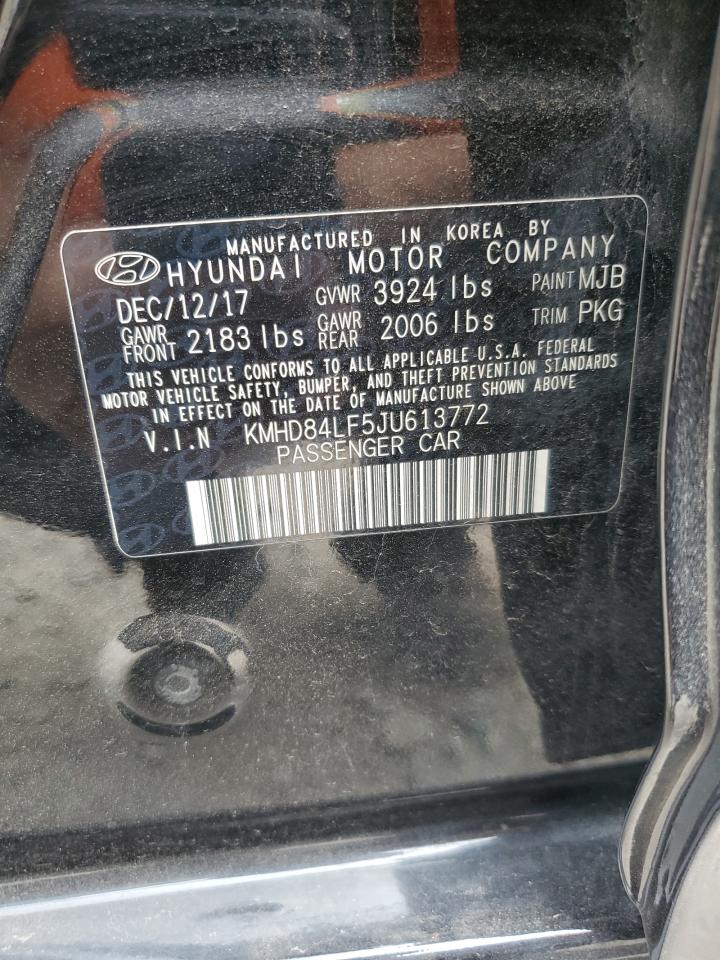 MANUFACTURED IN KOREA BY
HYUNDAI MOTOR COMPANY
DEC/12/17 GVWR 3924 lbs PAINT MJB
GAWR FRONT 2183 lbs GAWR REAR 2006 lbs TRIM PKG
THIS VEHICLE CONFORMS TO ALL APPLICABLE U.S.A. FEDERAL
MOTOR VEHICLE SAFETY, BUMPER, AND THEFT PREVENTION STANDARDS
IN EFFECT ON THE DATE OF MANUFACTURE SHOWN ABOVE
V.I.N KMHD84LF5JU613772
PASSENGER CAR